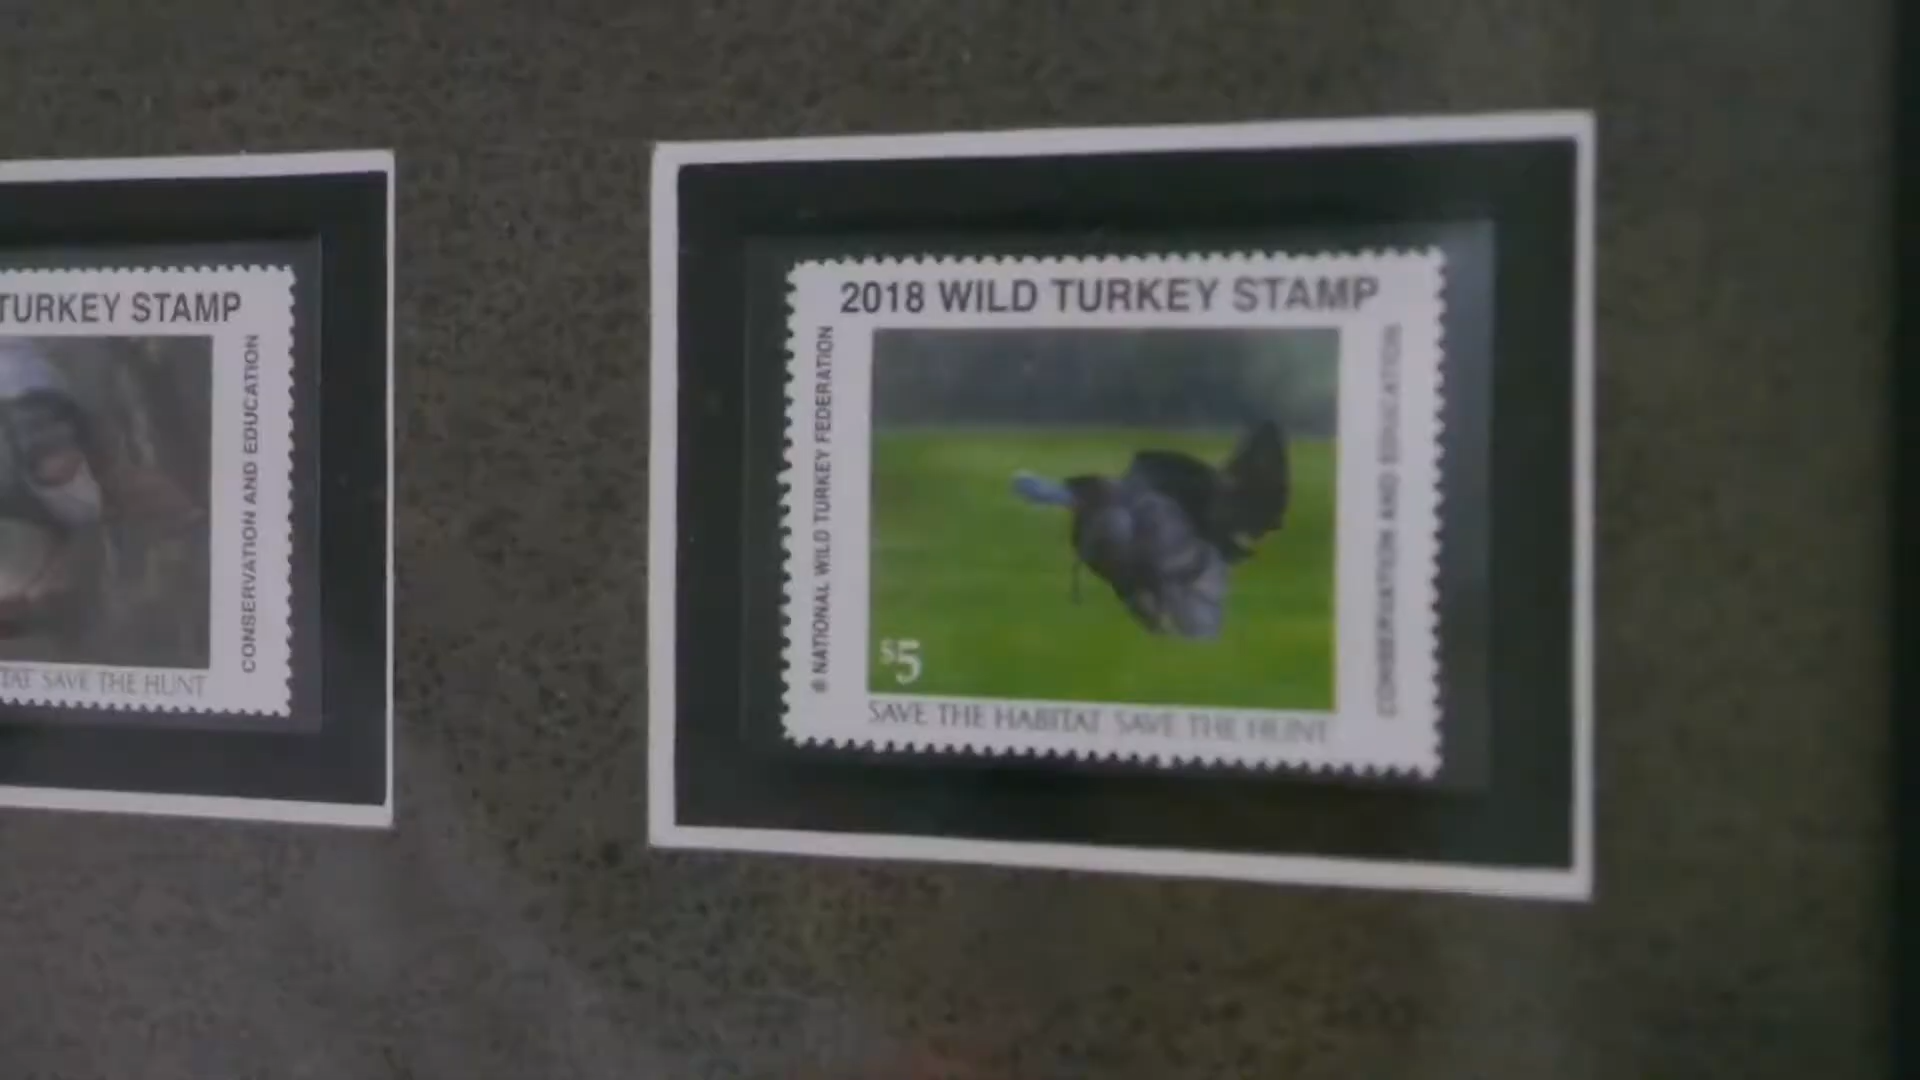 TURKEY STAMP
CONSERVATION AND EDUCATION
TAT SAVE THE HUNT
2018 WILD TURKEY STAMP
© NATIONAL WILD TURKEY FEDERATION
CONSERVATION AND EDUCATION
$5
SAVE THE HABITAT SAVE THE HUNT